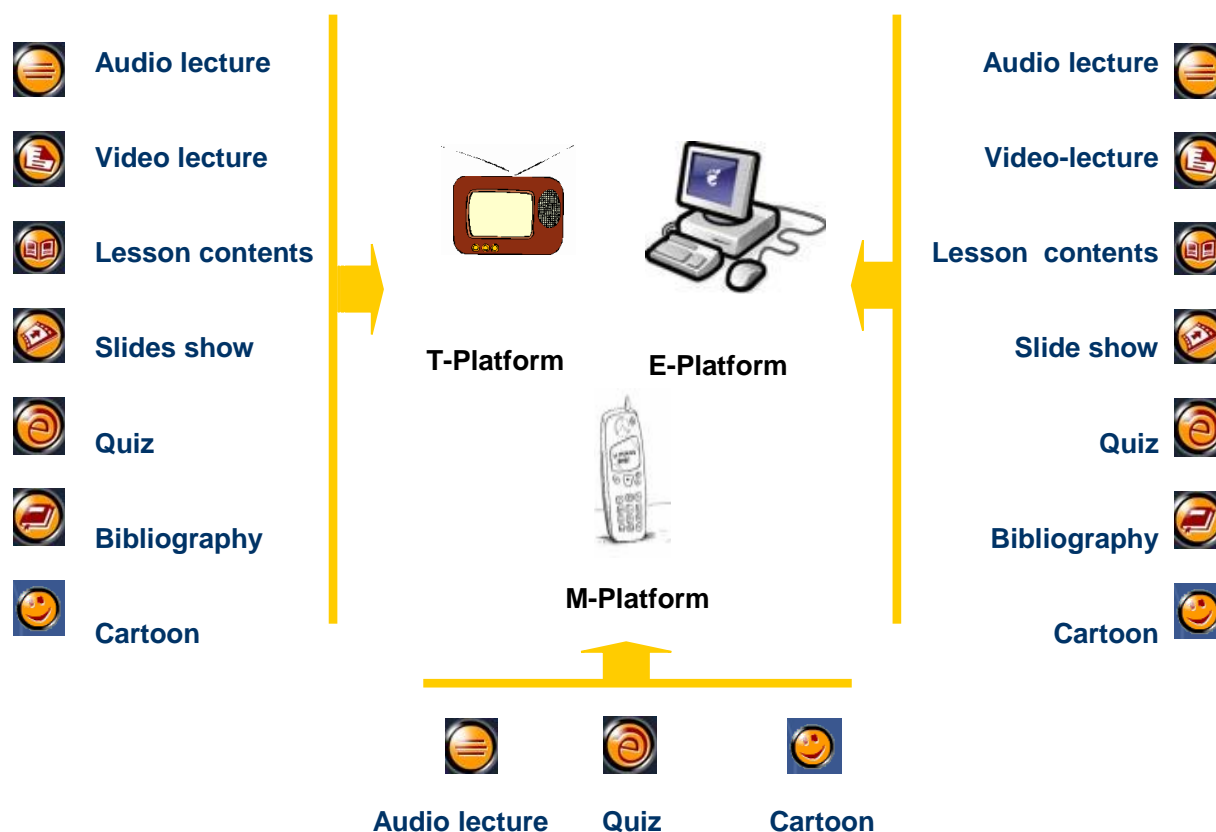 Audio lecture
Video lecture
Lesson contents
Slides show
Quiz
Bibliography
Cartoon
T-Platform
E-Platform
M-Platform
Audio lecture
Video-lecture
Lesson contents
Slide show
Quiz
Bibliography
Cartoon
Audio lecture
Quiz
Cartoon